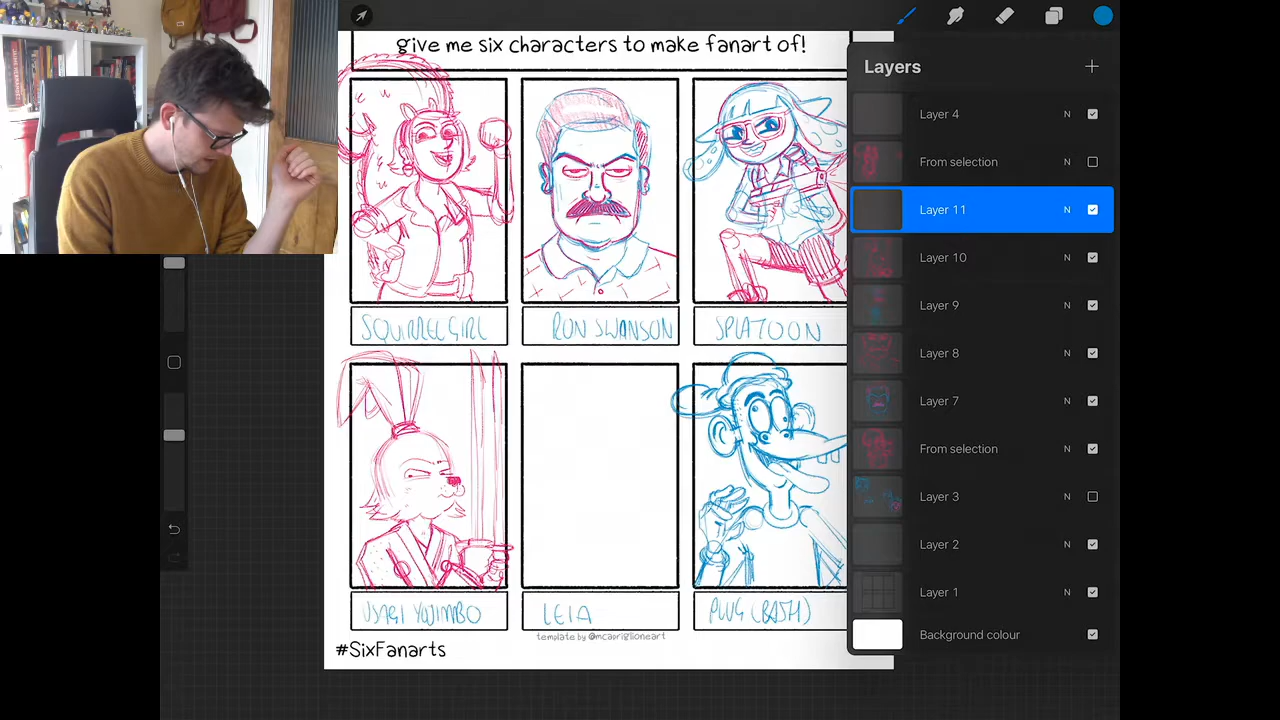 give me six characters to make fanart of!
Layers
Layer 4 N
From selection N
Layer 11 N
Layer 10 N
Layer 9 N
Layer 8 N
Layer 7 N
From selection N
Layer 3 N
Layer 2 N
Layer 1 N
Background colour
SQUIRREL GIRL
RON SWANSON
SPLATOON
USAGI YOJIMBO
LEIA
PLUG (BASH)
template by @mcapriglioneart
#SixFanarts